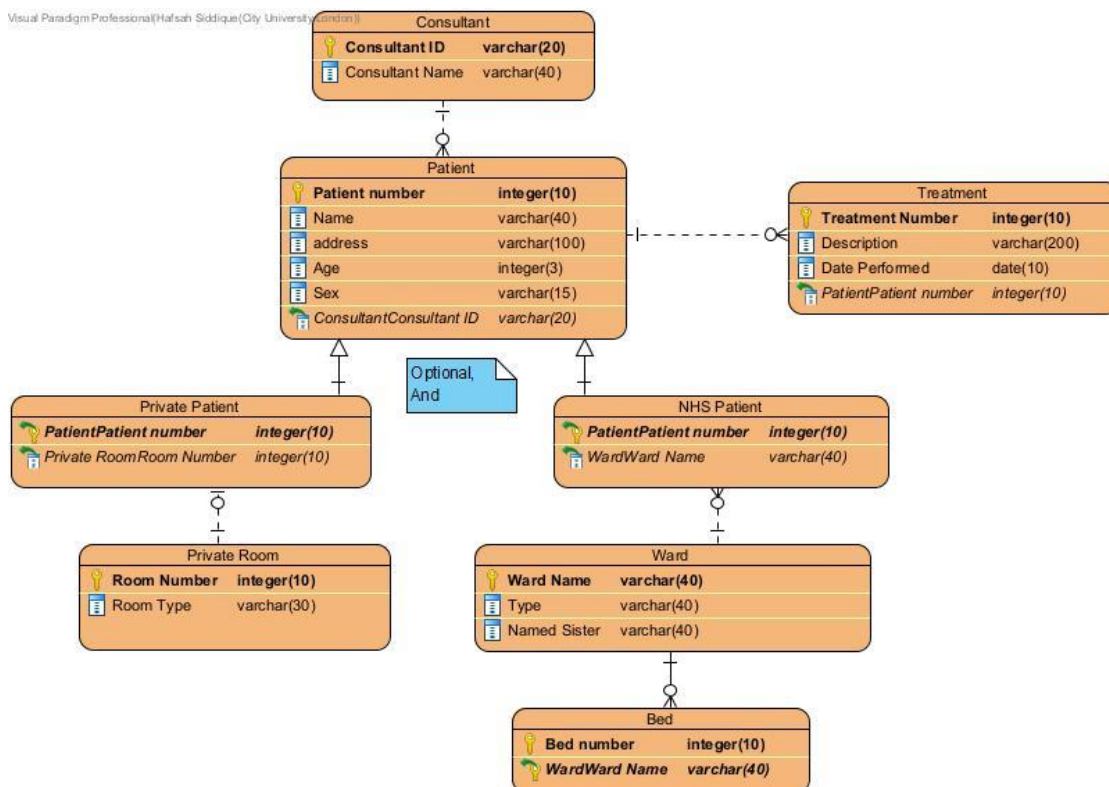 Visual Paradigm Professional(Hafsah Siddique(City University London))
Consultant
Consultant ID varchar(20)
Consultant Name varchar(40)
Patient
Patient number integer(10)
Name varchar(40)
address varchar(100)
Age integer(3)
Sex varchar(15)
ConsultantConsultant ID varchar(20)
Treatment
Treatment Number integer(10)
Description varchar(200)
Date Performed date(10)
PatientPatient number integer(10)
Optional,
And
Private Patient
PatientPatient number integer(10)
Private RoomRoom Number integer(10)
NHS Patient
PatientPatient number integer(10)
WardWard Name varchar(40)
Private Room
Room Number integer(10)
Room Type varchar(30)
Ward
Ward Name varchar(40)
Type varchar(40)
Named Sister varchar(40)
Bed
Bed number integer(10)
WardWard Name varchar(40)